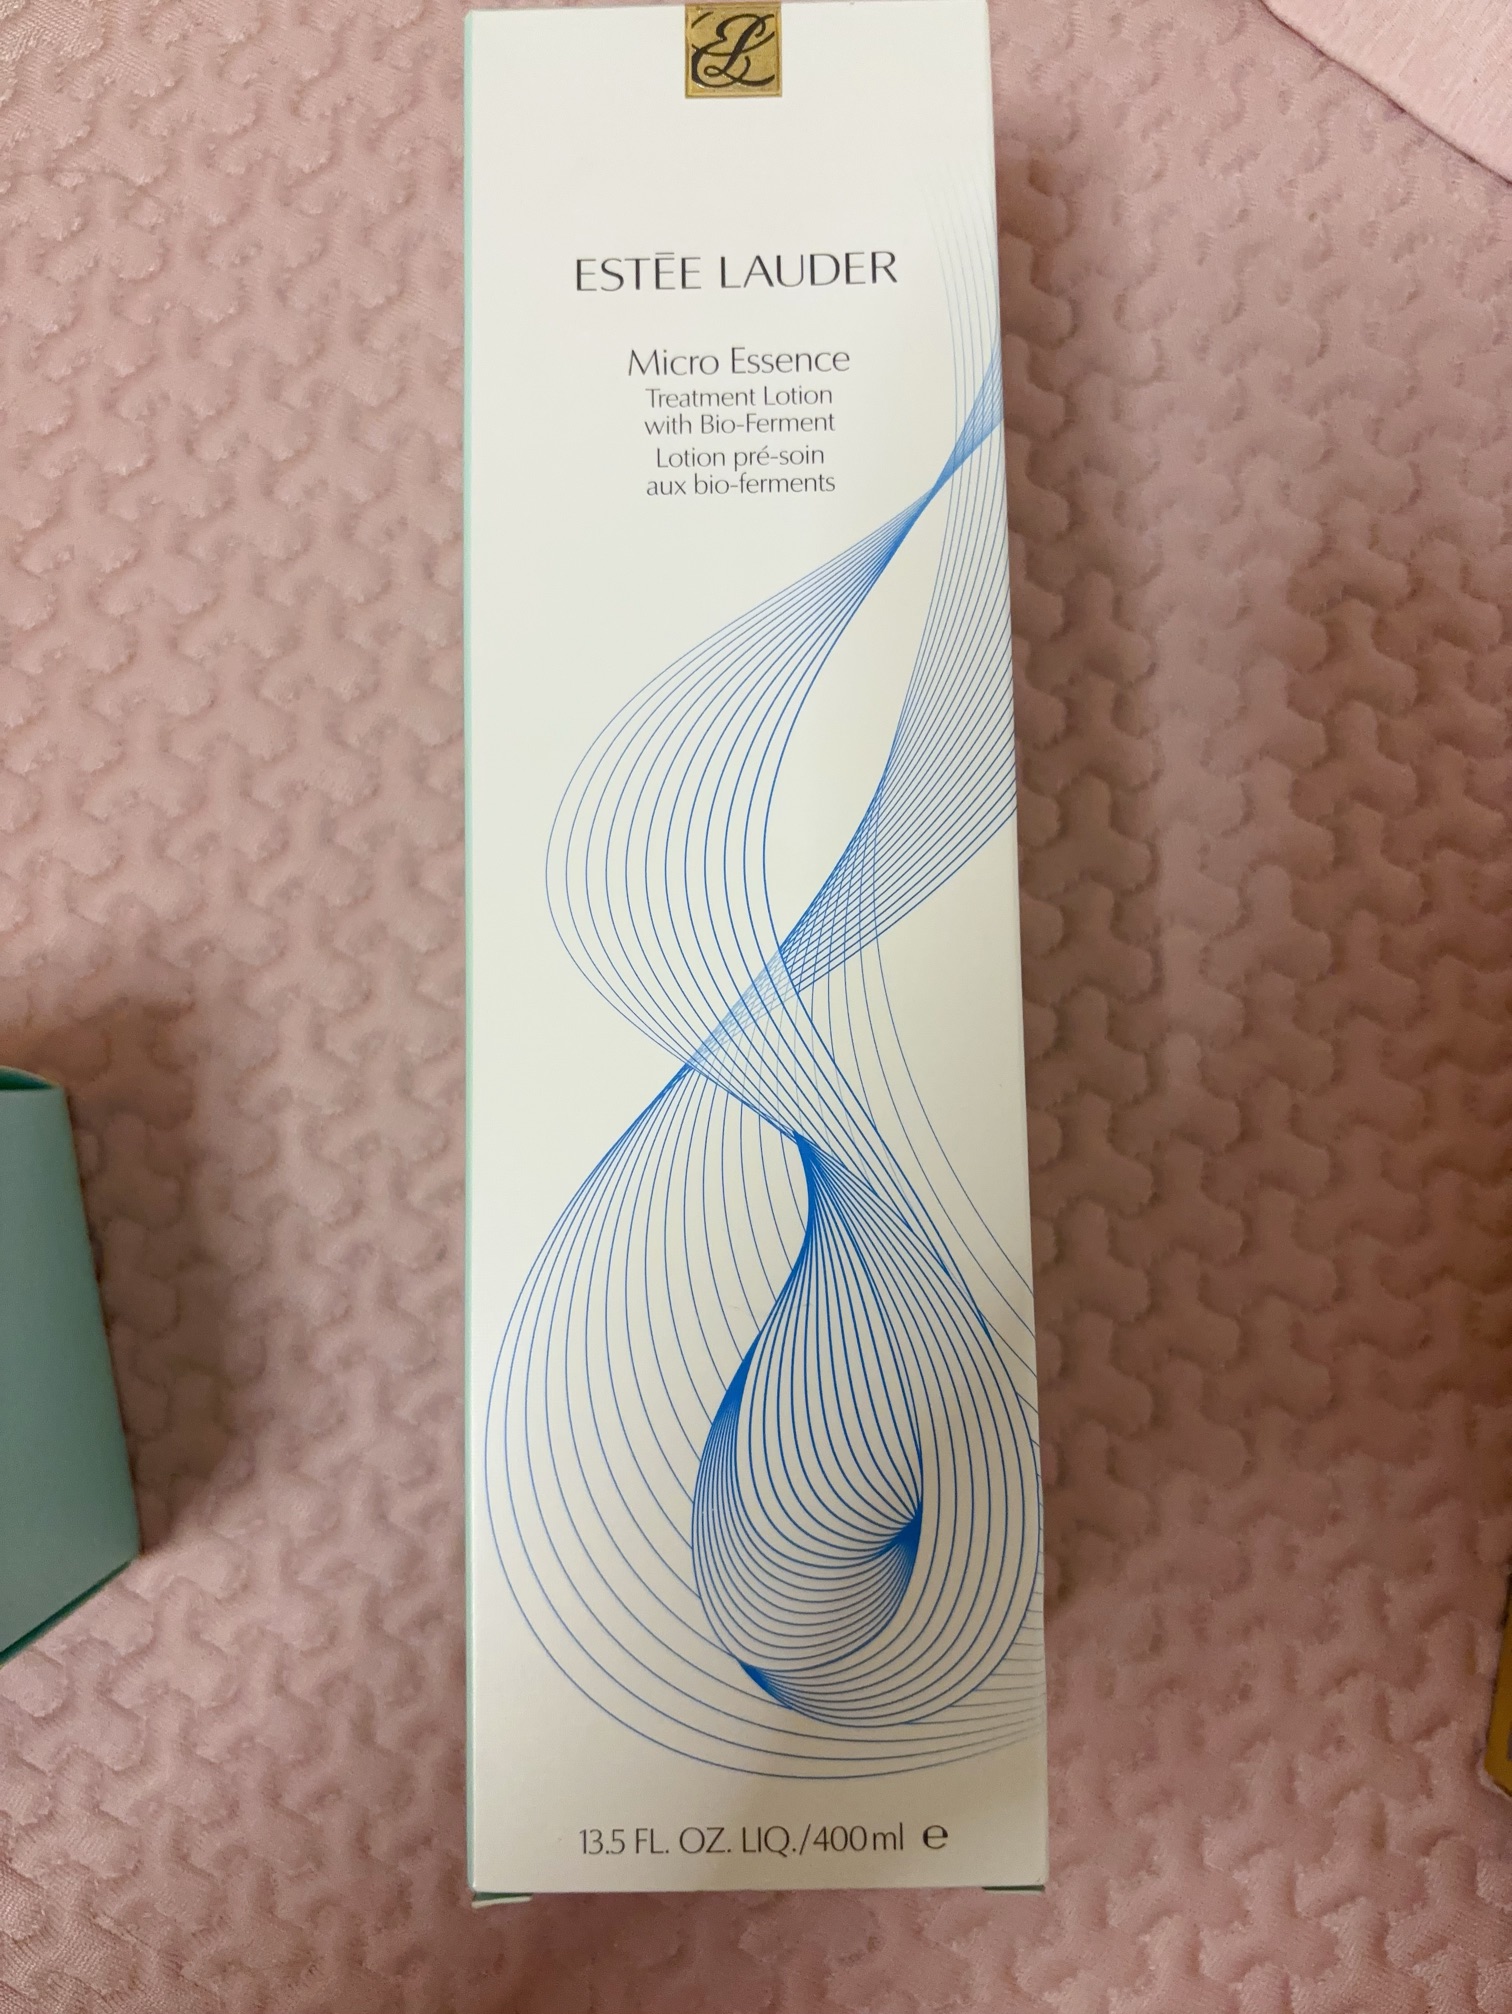 EL
ESTĒE LAUDER
Micro Essence
Treatment Lotion
with Bio-Ferment
Lotion pré-soin
aux bio-ferments
13.5 FL. OZ. LIQ./400ml ℮